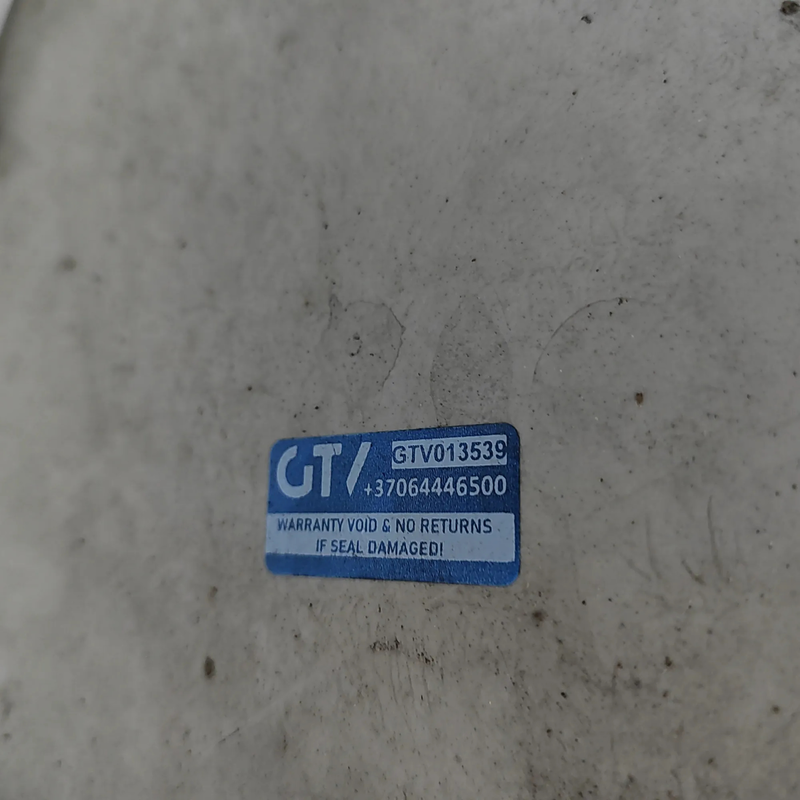 GTV GTV013539
+37064446500
WARRANTY VOID & NO RETURNS
IF SEAL DAMAGED!